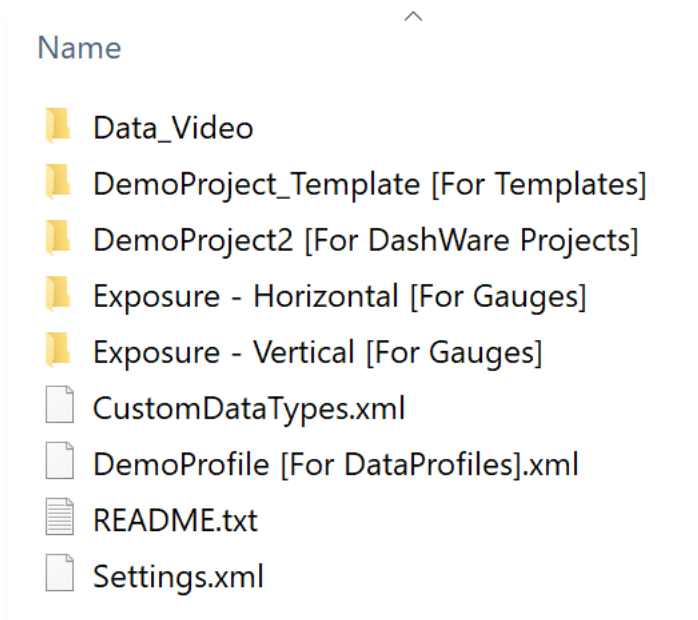 Name
Data_Video
DemoProject_Template [For Templates]
DemoProject2 [For DashWare Projects]
Exposure - Horizontal [For Gauges]
Exposure - Vertical [For Gauges]
CustomDataTypes.xml
DemoProfile [For DataProfiles].xml
README.txt
Settings.xml